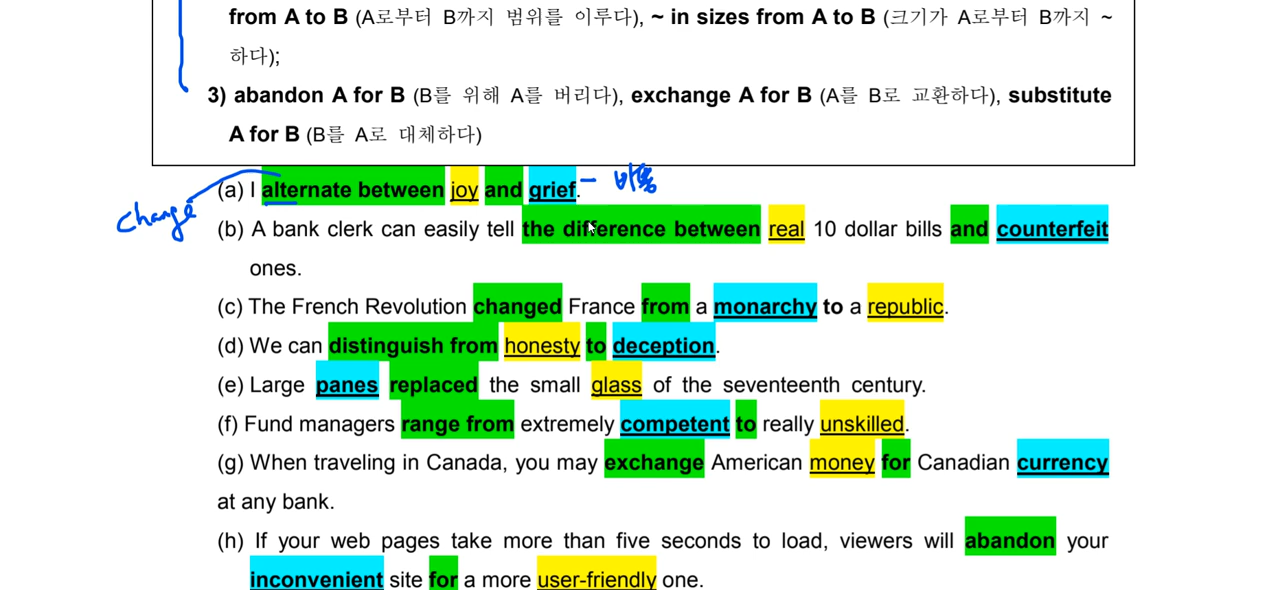 from A to B (A로부터 B까지 범위를 이루다), ~ in sizes from A to B (크기가 A로부터 B까지 ~
하다);
3) abandon A for B (B를 위해 A를 버리다), exchange A for B (A를 B로 교환하다), substitute
A for B (B를 A로 대체하다)
(a) I alternate between joy and grief. - 비통
change
(b) A bank clerk can easily tell the difference between real 10 dollar bills and counterfeit
ones.
(c) The French Revolution changed France from a monarchy to a republic.
(d) We can distinguish from honesty to deception.
(e) Large panes replaced the small glass of the seventeenth century.
(f) Fund managers range from extremely competent to really unskilled.
(g) When traveling in Canada, you may exchange American money for Canadian currency
at any bank.
(h) If your web pages take more than five seconds to load, viewers will abandon your
inconvenient site for a more user-friendly one.